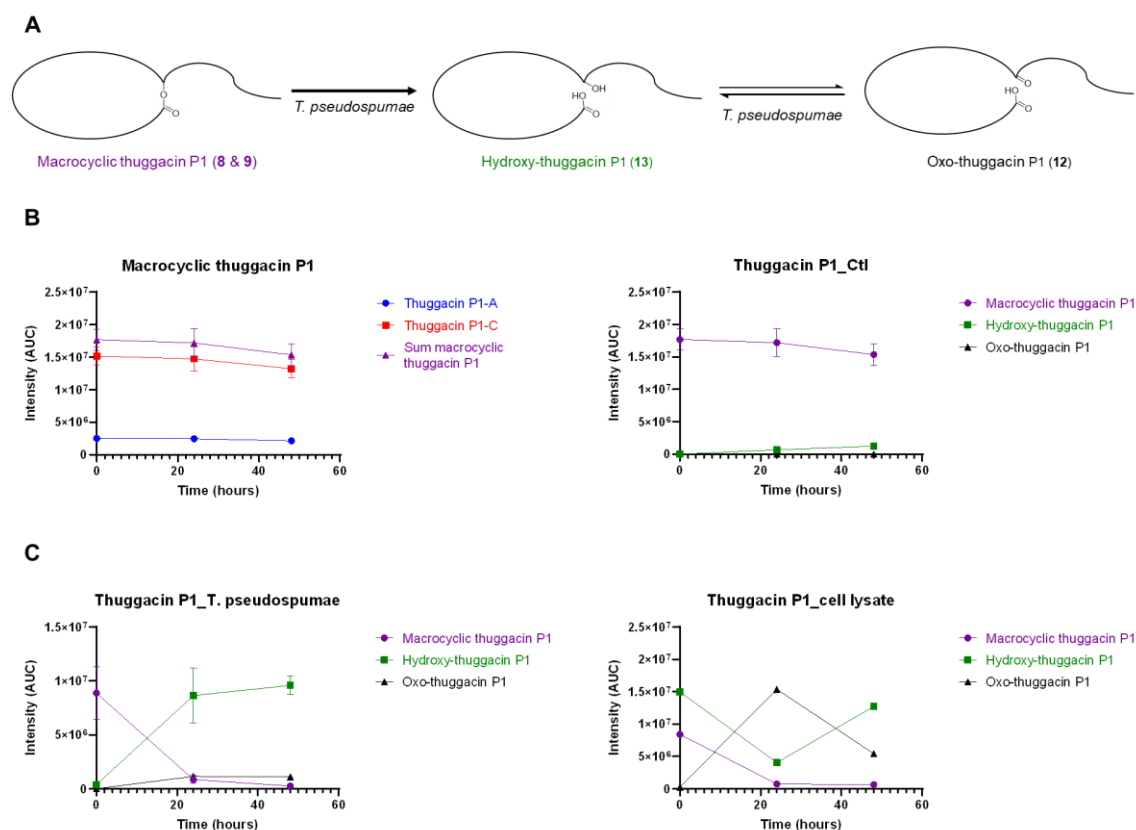 A
O
O
T. pseudospumae
OH
HO
O
T. pseudospumae
O
HO
O
Macrocyclic thuggacin P1 (8 & 9)
Hydroxy-thuggacin P1 (13)
Oxo-thuggacin P1 (12)
B
Macrocyclic thuggacin P1
2.5×10⁷
2×10⁷
1.5×10⁷
1×10⁷
5×10⁶
0
Intensity (AUC)
0
20
40
60
Time (hours)
Thuggacin P1-A
Thuggacin P1-C
Sum macrocyclic
thuggacin P1
Thuggacin P1_Ctl
2.5×10⁷
2×10⁷
1.5×10⁷
1×10⁷
5×10⁶
0
Intensity (AUC)
0
20
40
60
Time (hours)
Macrocyclic thuggacin P1
Hydroxy-thuggacin P1
Oxo-thuggacin P1
C
Thuggacin P1_T. pseudospumae
1.5×10⁷
1×10⁷
5×10⁶
0
Intensity (AUC)
0
20
40
60
Time (hours)
Macrocyclic thuggacin P1
Hydroxy-thuggacin P1
Oxo-thuggacin P1
Thuggacin P1_cell lysate
2.5×10⁷
2×10⁷
1.5×10⁷
1×10⁷
5×10⁶
0
Intensity (AUC)
0
20
40
60
Time (hours)
Macrocyclic thuggacin P1
Hydroxy-thuggacin P1
Oxo-thuggacin P1